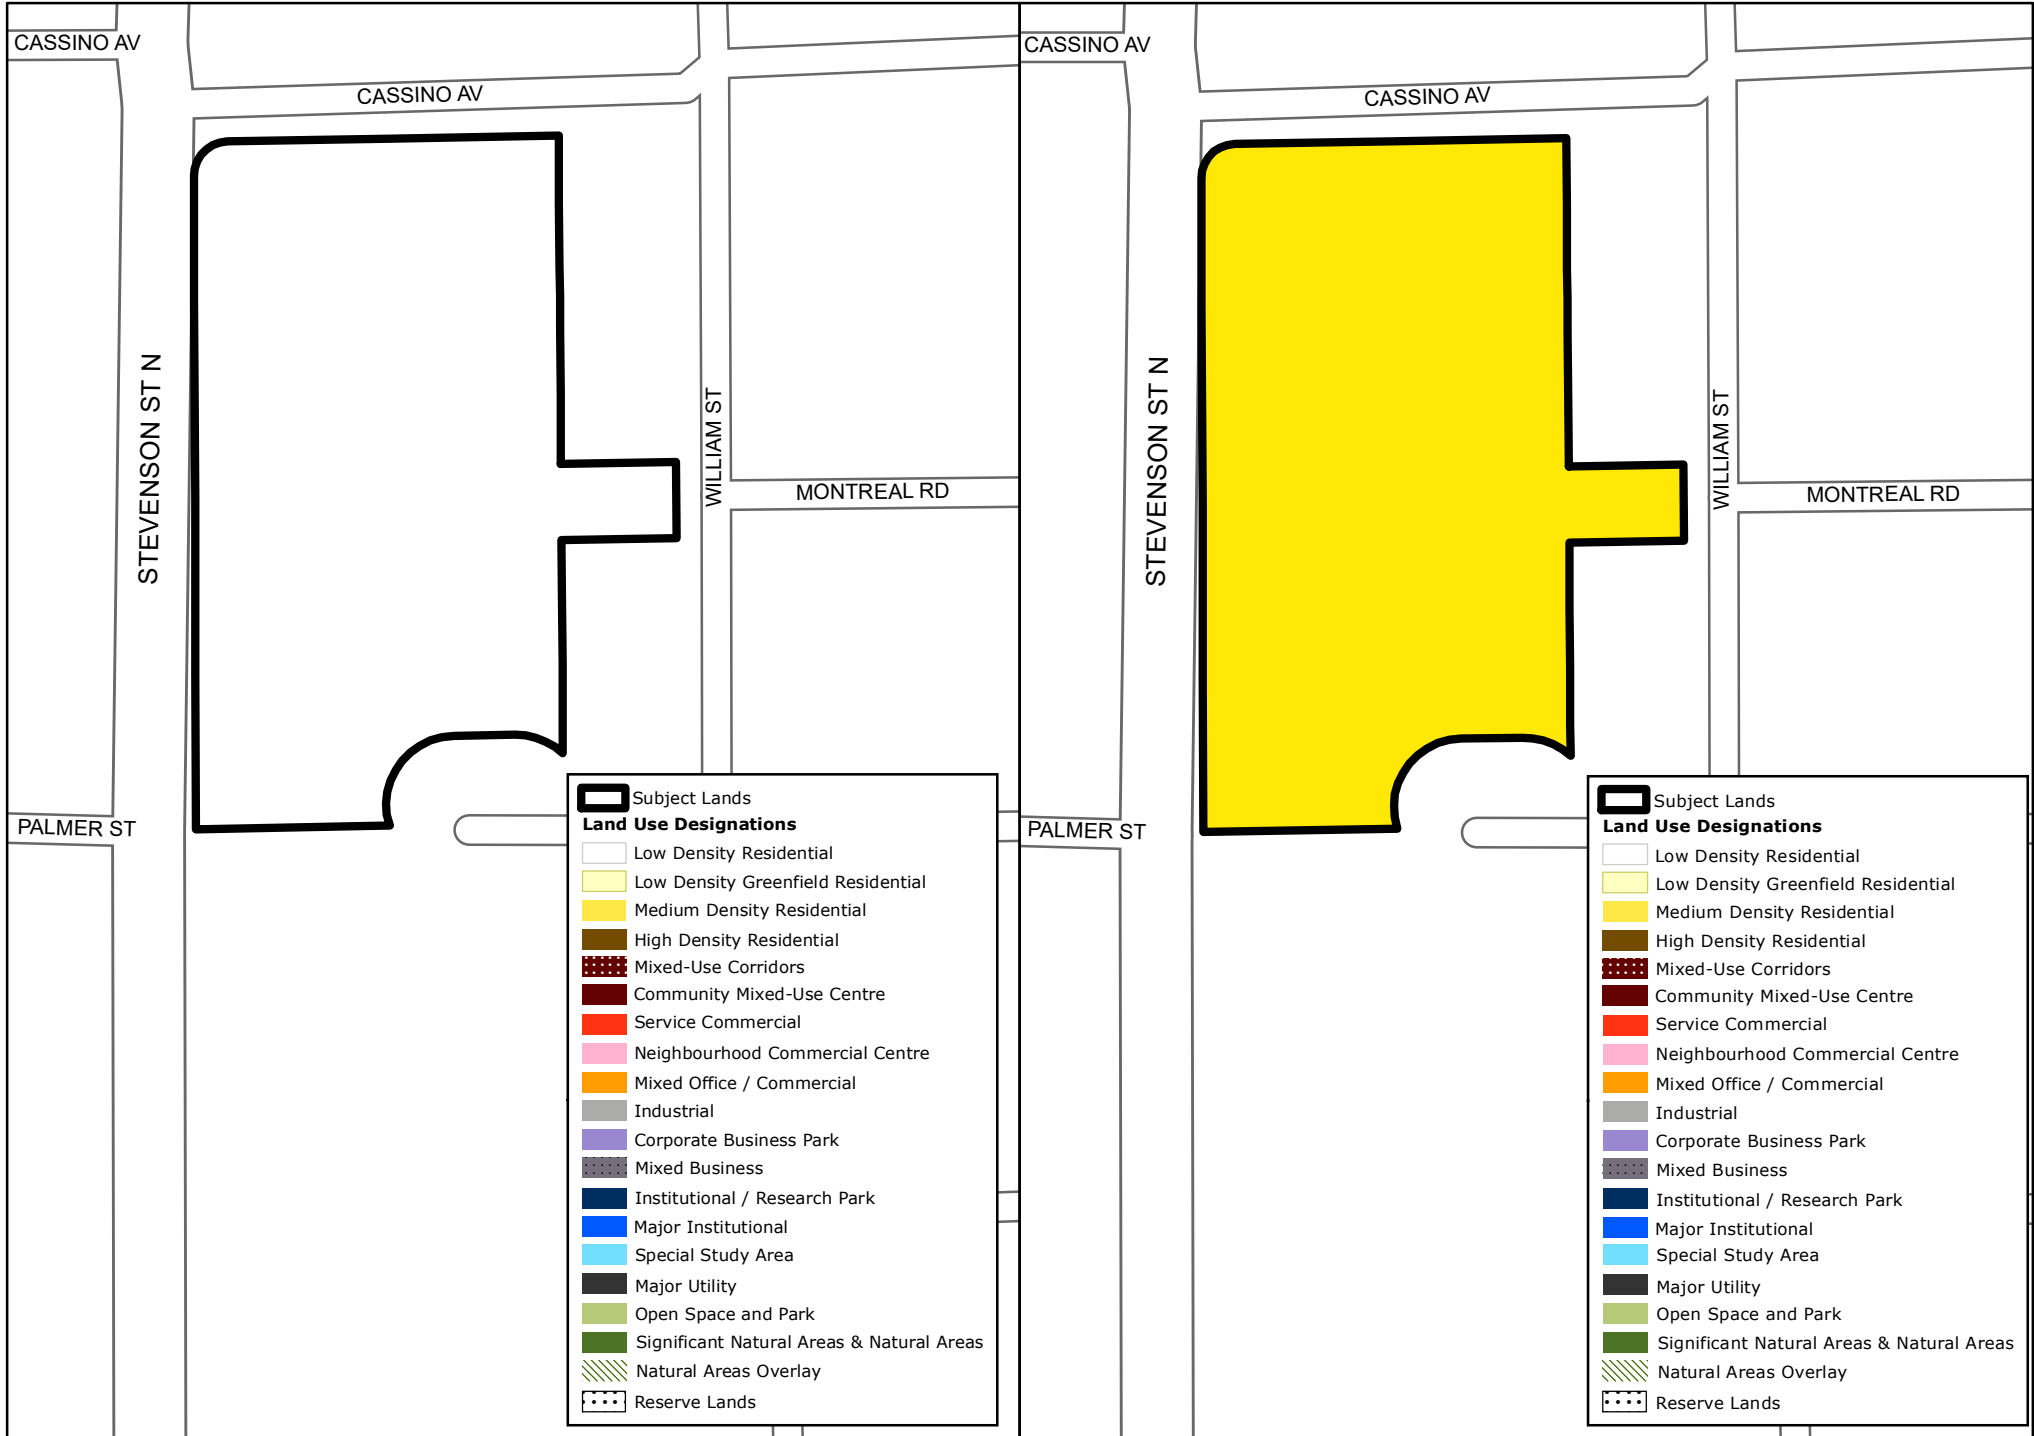 CASSINO AV
CASSINO AV
STEVENSON ST N
WILLIAM ST
MONTREAL RD
PALMER ST
Subject Lands
Land Use Designations
Low Density Residential
Low Density Greenfield Residential
Medium Density Residential
High Density Residential
Mixed-Use Corridors
Community Mixed-Use Centre
Service Commercial
Neighbourhood Commercial Centre
Mixed Office / Commercial
Industrial
Corporate Business Park
Mixed Business
Institutional / Research Park
Major Institutional
Special Study Area
Major Utility
Open Space and Park
Significant Natural Areas & Natural Areas
Natural Areas Overlay
Reserve Lands
CASSINO AV
CASSINO AV
STEVENSON ST N
WILLIAM ST
MONTREAL RD
PALMER ST
Subject Lands
Land Use Designations
Low Density Residential
Low Density Greenfield Residential
Medium Density Residential
High Density Residential
Mixed-Use Corridors
Community Mixed-Use Centre
Service Commercial
Neighbourhood Commercial Centre
Mixed Office / Commercial
Industrial
Corporate Business Park
Mixed Business
Institutional / Research Park
Major Institutional
Special Study Area
Major Utility
Open Space and Park
Significant Natural Areas & Natural Areas
Natural Areas Overlay
Reserve Lands